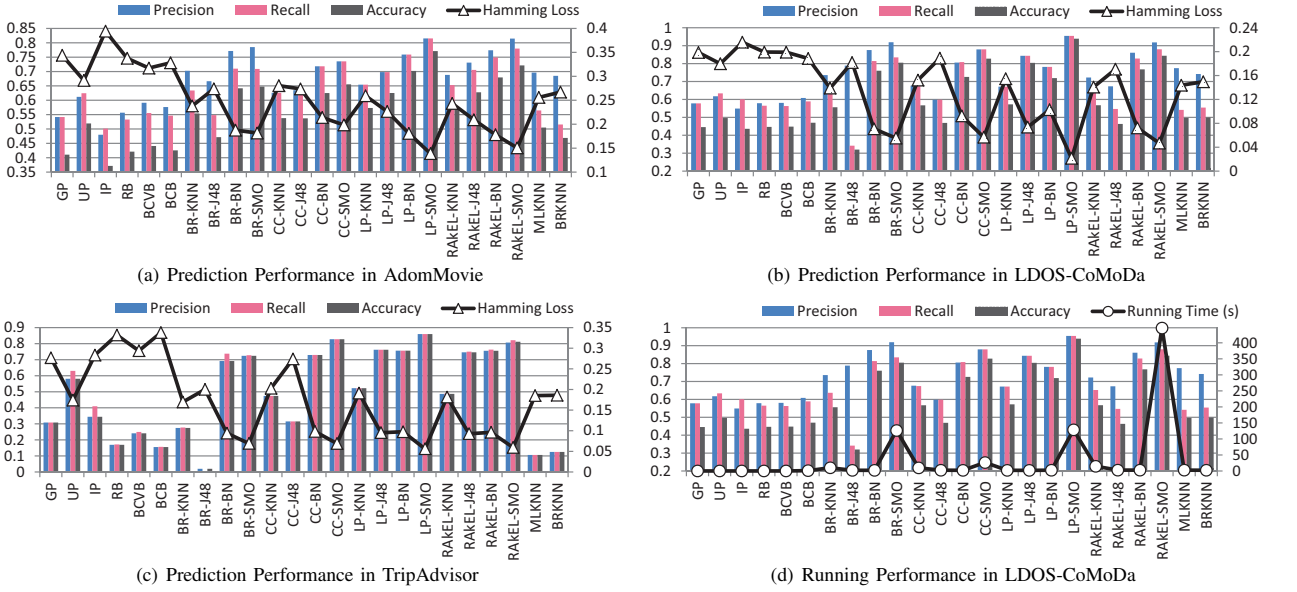 Precision Recall Accuracy Hamming Loss
0.85 0.8 0.75 0.7 0.65 0.6 0.55 0.5 0.45 0.4 0.35
0.4 0.35 0.3 0.25 0.2 0.15 0.1
GP UP IP RB BCVB BCB BR-KNN BR-J48 BR-BN BR-SMO CC-KNN CC-J48 CC-BN CC-SMO LP-KNN LP-J48 LP-BN LP-SMO RAkEL-KNN RAkEL-J48 RAkEL-BN RAkEL-SMO MLKNN BRKNN
(a) Prediction Performance in AdomMovie
Precision Recall Accuracy Hamming Loss
1 0.9 0.8 0.7 0.6 0.5 0.4 0.3 0.2
0.24 0.2 0.16 0.12 0.08 0.04 0
GP UP IP RB BCVB BCB BR-KNN BR-J48 BR-BN BR-SMO CC-KNN CC-J48 CC-BN CC-SMO LP-KNN LP-J48 LP-BN LP-SMO RAkEL-KNN RAkEL-J48 RAkEL-BN RAkEL-SMO MLKNN BRKNN
(b) Prediction Performance in LDOS-CoMoDa
Precision Recall Accuracy Hamming Loss
0.9 0.8 0.7 0.6 0.5 0.4 0.3 0.2 0.1 0
0.35 0.3 0.25 0.2 0.15 0.1 0.05 0
GP UP IP RB BCVB BCB BR-KNN BR-J48 BR-BN BR-SMO CC-KNN CC-J48 CC-BN CC-SMO LP-KNN LP-J48 LP-BN LP-SMO RAkEL-KNN RAkEL-J48 RAkEL-BN RAkEL-SMO MLKNN BRKNN
(c) Prediction Performance in TripAdvisor
Precision Recall Accuracy Running Time (s)
1 0.9 0.8 0.7 0.6 0.5 0.4 0.3 0.2
400 350 300 250 200 150 100 50 0
GP UP IP RB BCVB BCB BR-KNN BR-J48 BR-BN BR-SMO CC-KNN CC-J48 CC-BN CC-SMO LP-KNN LP-J48 LP-BN LP-SMO RAkEL-KNN RAkEL-J48 RAkEL-BN RAkEL-SMO MLKNN BRKNN
(d) Running Performance in LDOS-CoMoDa